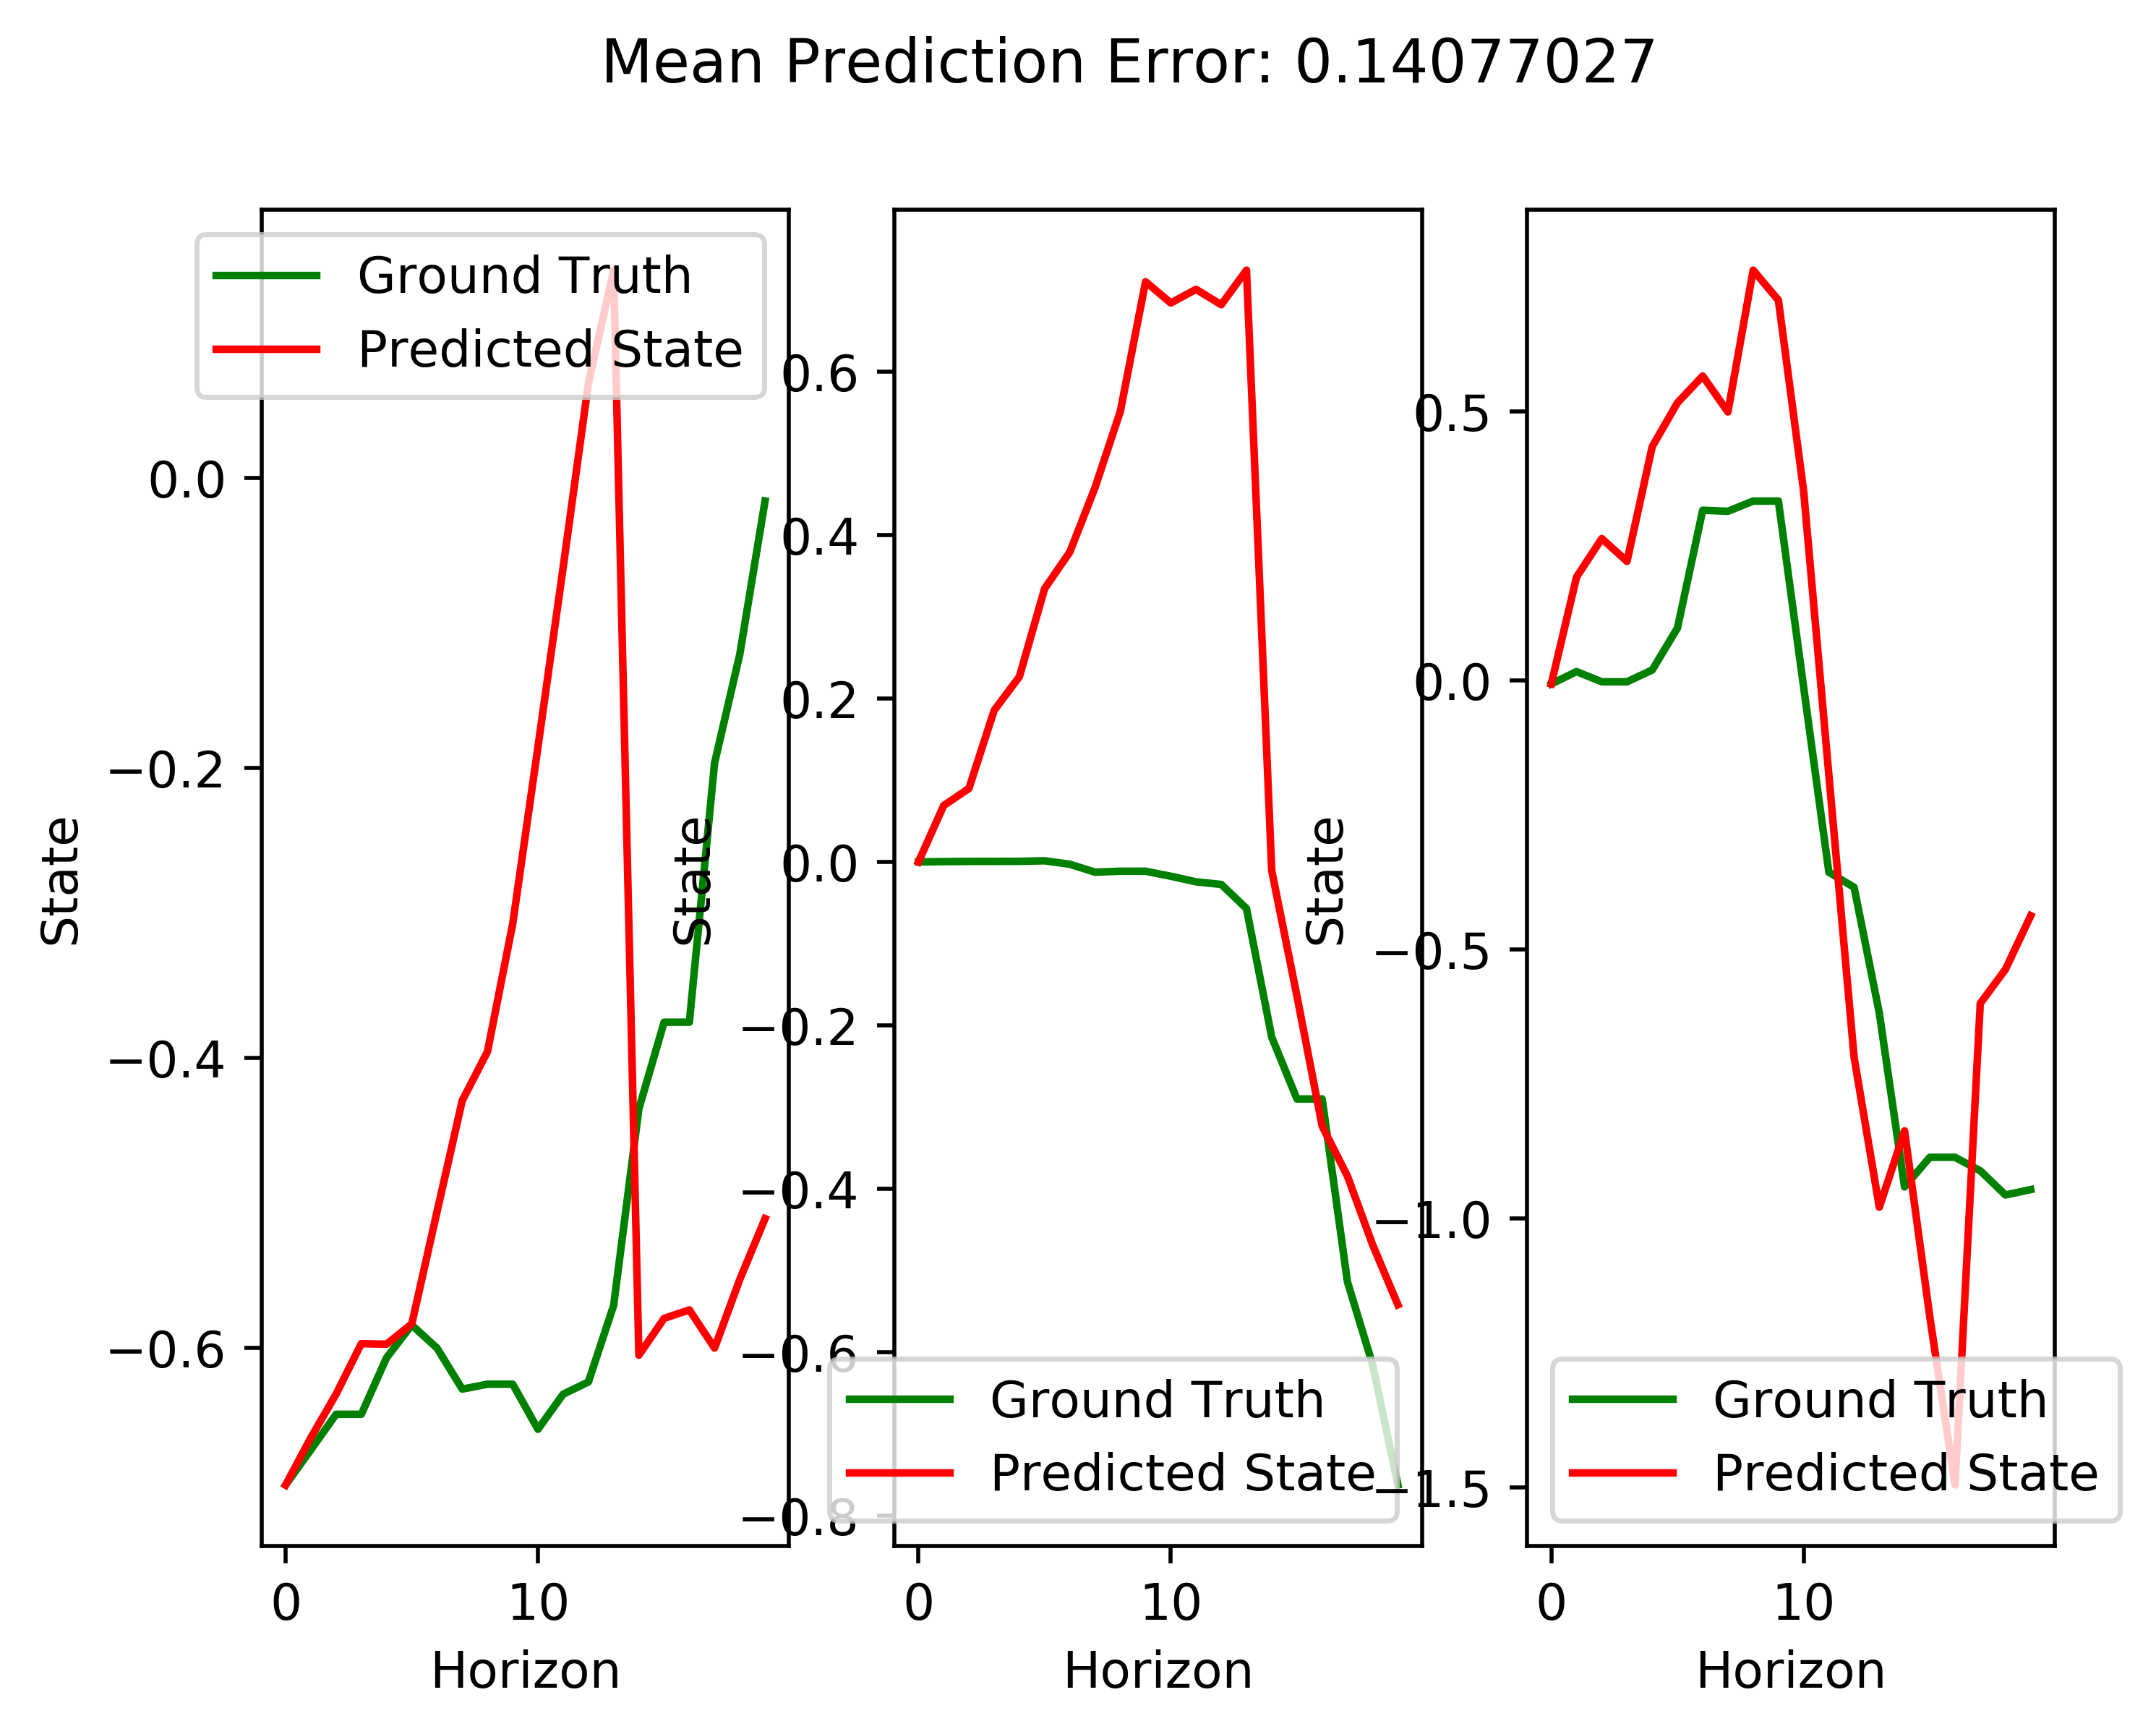 Mean Prediction Error: 0.14077027
Ground Truth
Predicted State
0.0
−0.2
−0.4
−0.6
State
0
10
Horizon
0.6
0.4
0.2
0.0
−0.2
−0.4
−0.6
−0.8
State
Ground Truth
Predicted State
0
10
Horizon
0.5
0.0
−0.5
−1.0
−1.5
State
Ground Truth
Predicted State
0
10
Horizon